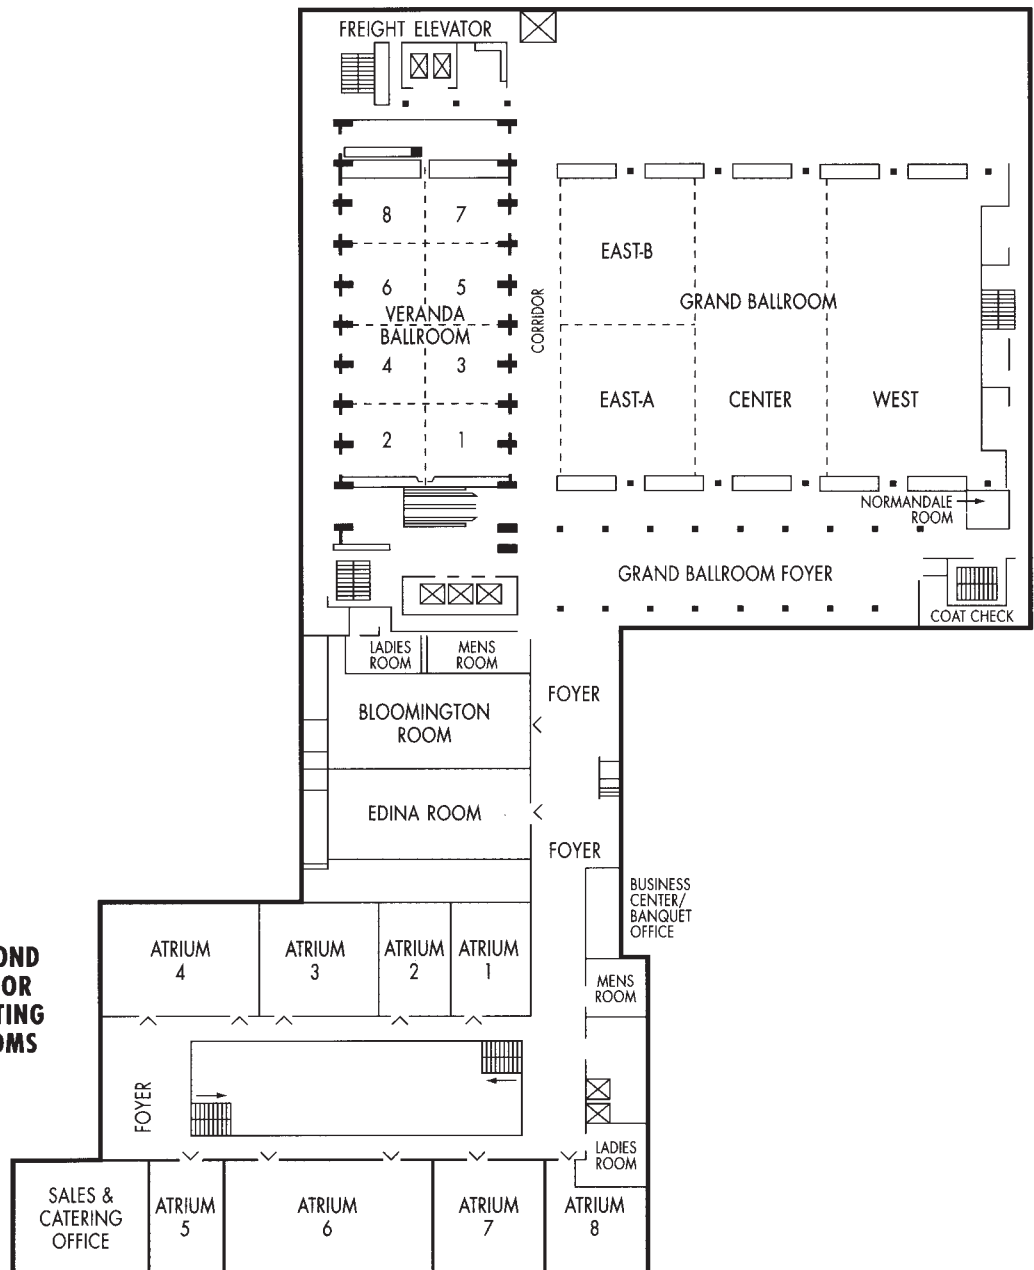 FREIGHT ELEVATOR
8
7
EAST-B
6
5
GRAND BALLROOM
VERANDA
BALLROOM
CORRIDOR
4
3
EAST-A
CENTER
WEST
2
1
NORMANDALE
ROOM
GRAND BALLROOM FOYER
COAT CHECK
LADIES
ROOM
MENS
ROOM
FOYER
BLOOMINGTON
ROOM
EDINA ROOM
FOYER
BUSINESS
CENTER/
BANQUET
OFFICE
ATRIUM
4
ATRIUM
3
ATRIUM
2
ATRIUM
1
OND
OR
TING
OMS
MENS
ROOM
FOYER
LADIES
ROOM
SALES &
CATERING
OFFICE
ATRIUM
5
ATRIUM
6
ATRIUM
7
ATRIUM
8